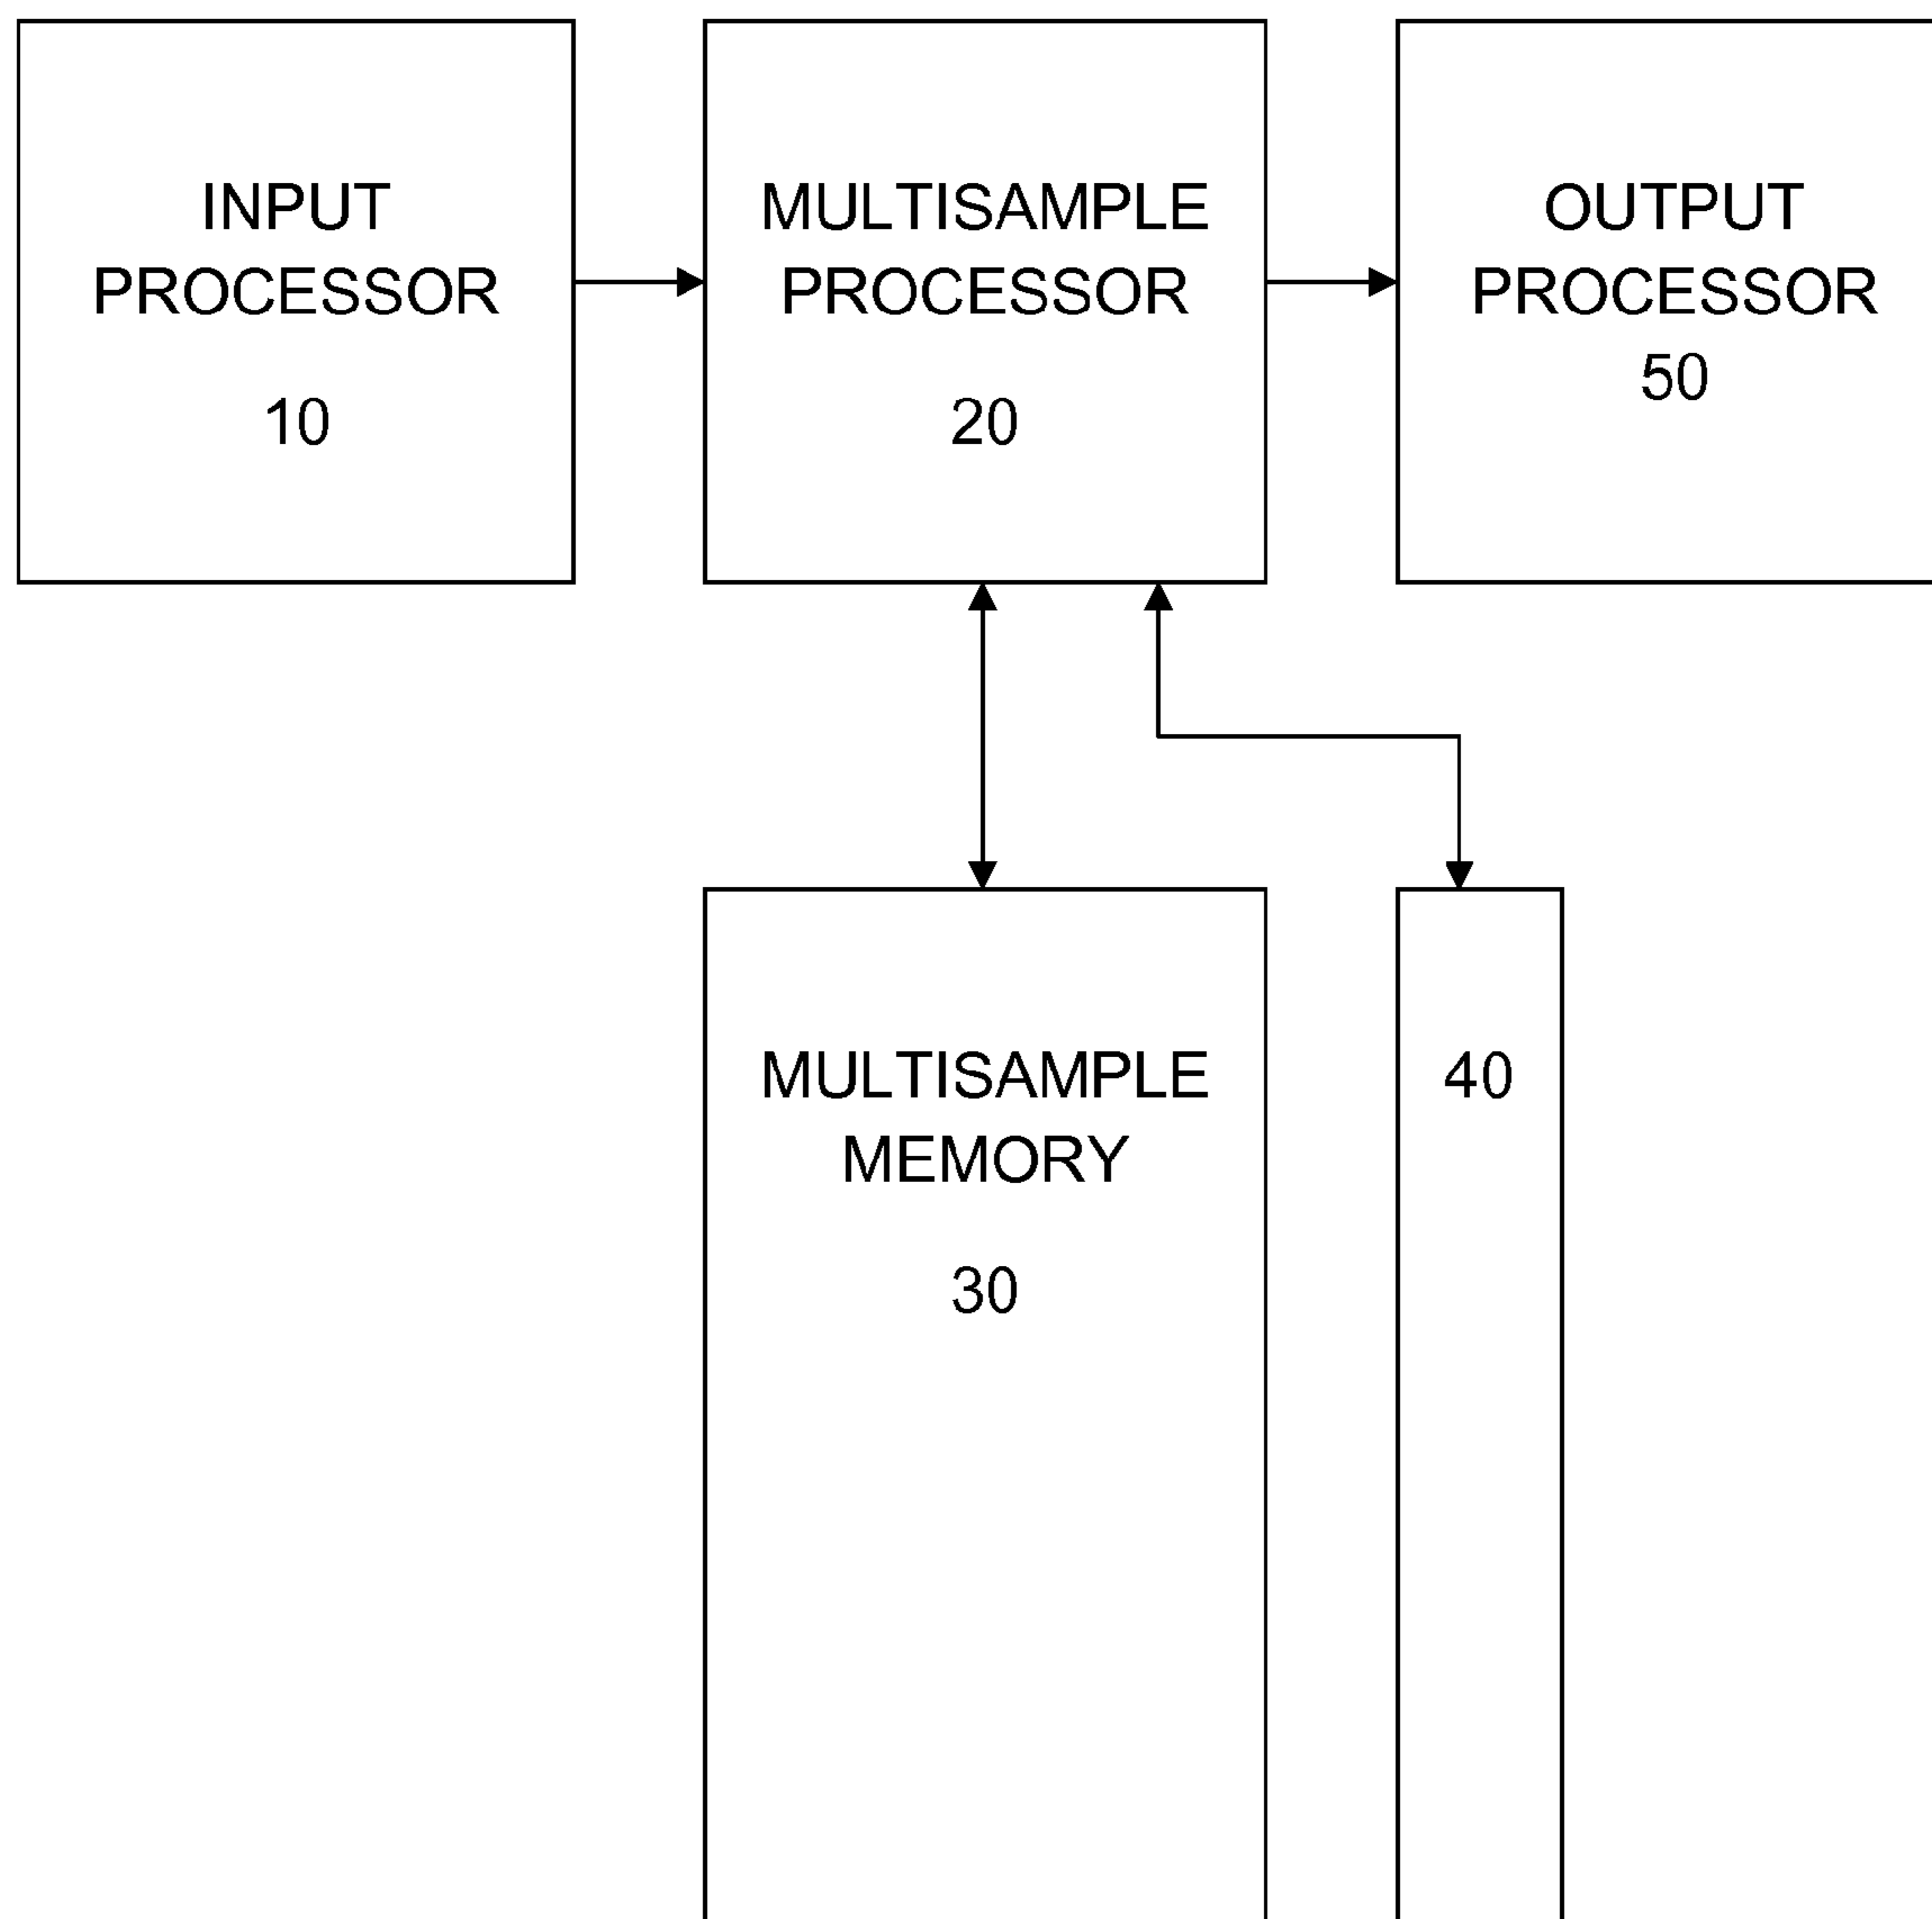 INPUT
PROCESSOR
10
MULTISAMPLE
PROCESSOR
20
OUTPUT
PROCESSOR
50
MULTISAMPLE
MEMORY
30
40